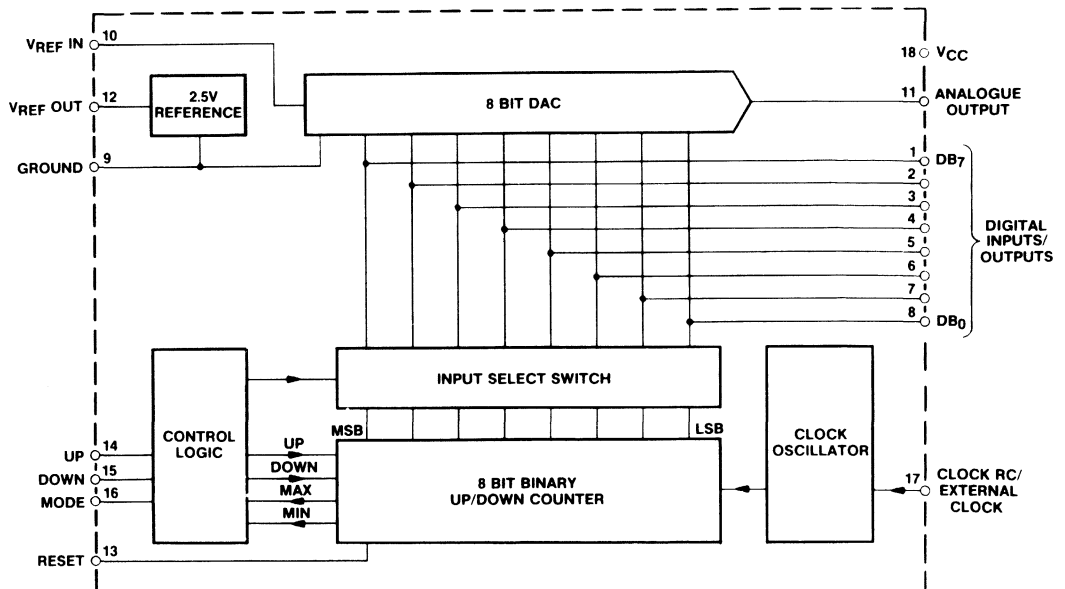 VREF IN 10
18 VCC
VREF OUT 12
2.5V
REFERENCE
8 BIT DAC
11 ANALOGUE
OUTPUT
GROUND 9
1 DB7
2
3
4
5
6
7
8 DB0
DIGITAL
INPUTS/
OUTPUTS
INPUT SELECT SWITCH
MSB
LSB
CONTROL
LOGIC
UP 14
DOWN 15
MODE 16
UP
DOWN
MAX
MIN
8 BIT BINARY
UP/DOWN COUNTER
CLOCK
OSCILLATOR
17 CLOCK RC/
EXTERNAL
CLOCK
RESET 13